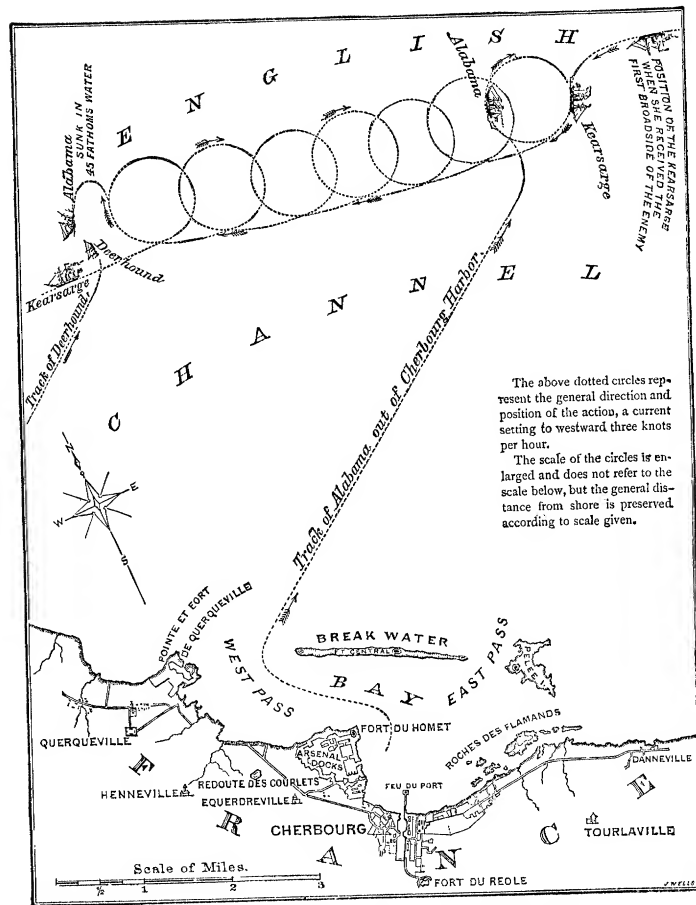 ENGLISH
CHANNEL
Alabama
SUNK IN
45 FATHOMS WATER
Alabama
Kearsarge
POSITION OF THE KEARSARGE
WHEN SHE RECEIVED THE
FIRST BROADSIDE OF THE ENEMY
Deerhound
Kearsarge
Track of Deerhound.
Track of Alabama out of Cherbourg Harbor
The above dotted circles rep-
resent the general direction and
position of the action, a current
setting to westward three knots
per hour.
The scale of the circles is en-
larged and does not refer to the
scale below, but the general dis-
tance from shore is preserved
according to scale given.
N
E
W
S
POINTE ET FORT
DE QUERQUEVILLE
WEST PASS
BREAK WATER
FT CENTRAL
BAY
EAST PASS
PELEE
QUERQUEVILLE
FORT DU HOMET
ARSENAL
DOCKS
ROCHES DES FLAMANDS
DANNEVILLE
HENNEVILLE
REDOUTE DES COUPLETS
EQUERDREVILLE
FEU DU PORT
CHERBOURG
TOURLAVILLE
FRANCE
FORT DU REOLE
Scale of Miles.
½ 1 2 3
J WELLS